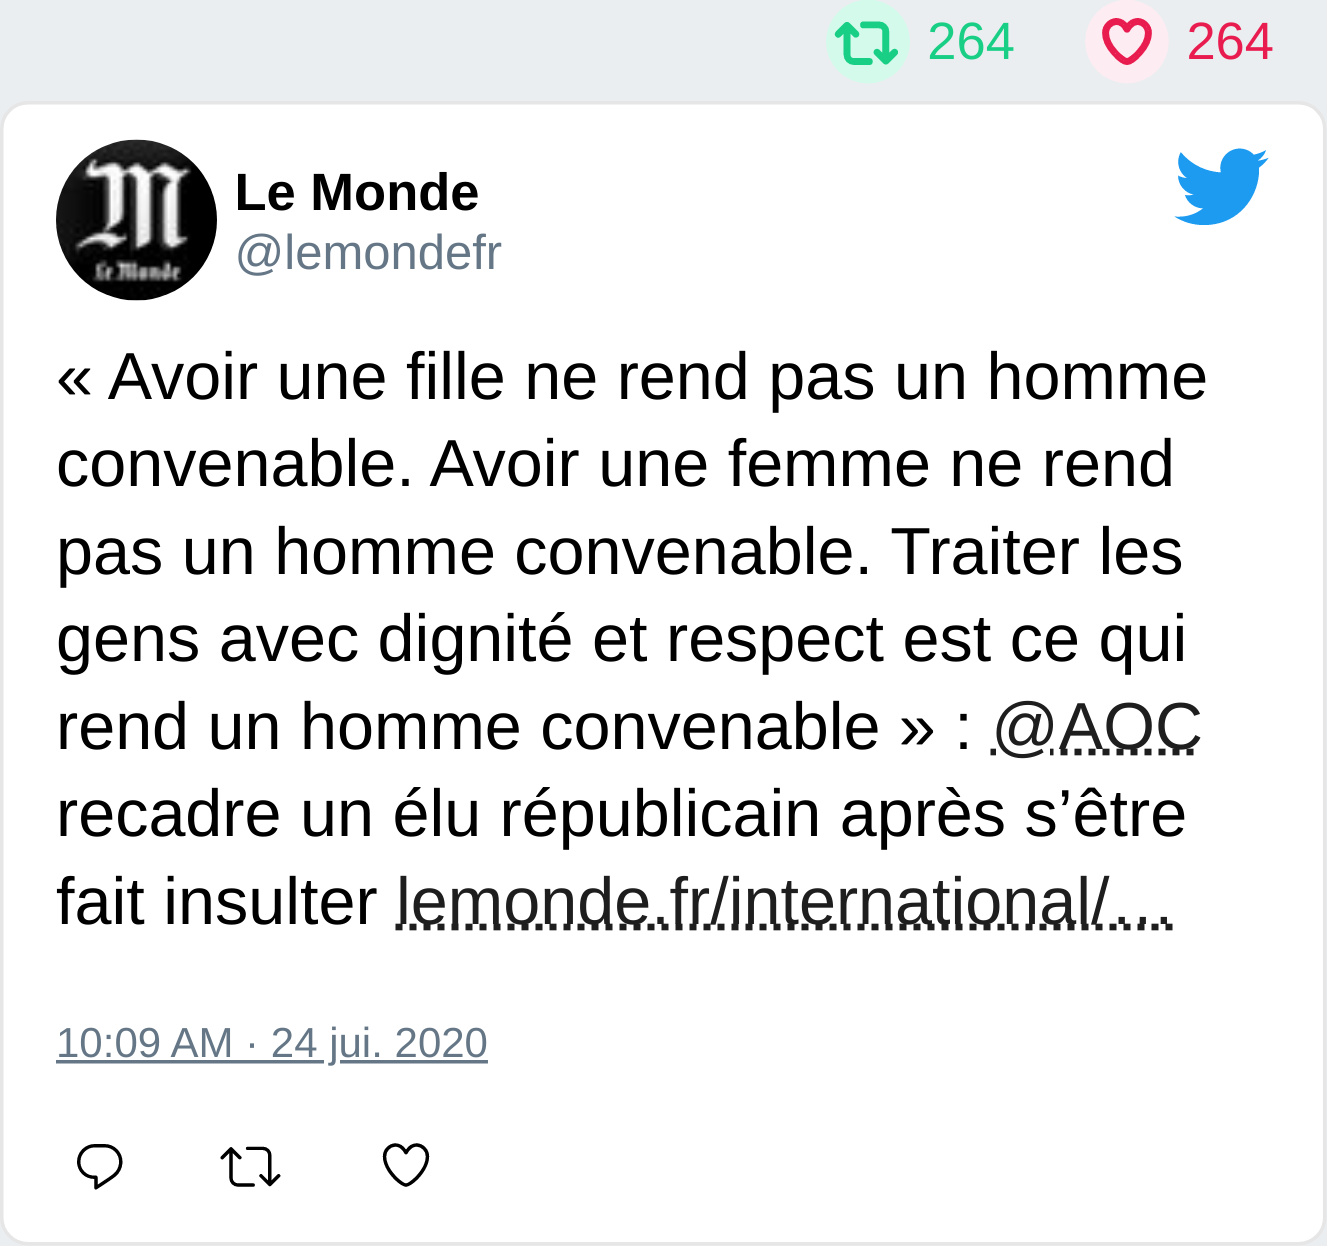 264 264
Le Monde
@lemondefr
Le Monde
« Avoir une fille ne rend pas un homme
convenable. Avoir une femme ne rend
pas un homme convenable. Traiter les
gens avec dignité et respect est ce qui
rend un homme convenable » : @AOC
recadre un élu républicain après s’être
fait insulter lemonde.fr/international/…
10:09 AM · 24 jui. 2020